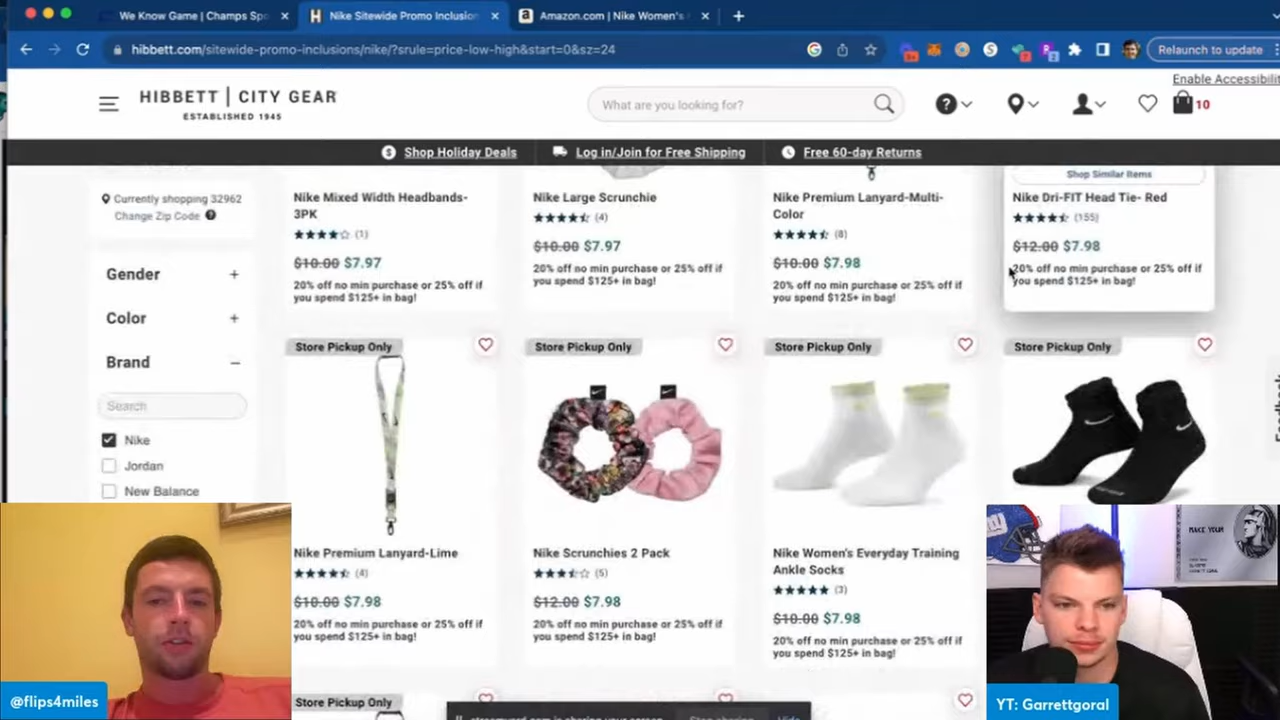 We Know Game | Champs Spo
Nike Sitewide Promo Inclusion
Amazon.com | Nike Women's
hibbett.com/sitewide-promo-inclusions/nike/?srule=price-low-high&start=0&sz=24
Relaunch to update
Enable Accessibilit
HIBBETT | CITY GEAR
ESTABLISHED 1945
What are you looking for?
10
Shop Holiday Deals
Log in/Join for Free Shipping
Free 60-day Returns
Currently shopping 32962
Change Zip Code
Gender
Color
Brand
Search
Nike
Jordan
New Balance
Nike Mixed Width Headbands-
3PK
(1)
$10.00 $7.97
20% off no min purchase or 25% off if
you spend $125+ in bag!
Nike Large Scrunchie
(4)
$10.00 $7.97
20% off no min purchase or 25% off if
you spend $125+ in bag!
Nike Premium Lanyard-Multi-
Color
(8)
$10.00 $7.98
20% off no min purchase or 25% off if
you spend $125+ in bag!
Shop Similar Items
Nike Dri-FIT Head Tie- Red
(155)
$12.00 $7.98
20% off no min purchase or 25% off if
you spend $125+ in bag!
Store Pickup Only
Nike Premium Lanyard-Lime
(4)
$10.00 $7.98
20% off no min purchase or 25% off if
you spend $125+ in bag!
Store Pickup Only
Nike Scrunchies 2 Pack
(5)
$12.00 $7.98
20% off no min purchase or 25% off if
you spend $125+ in bag!
Store Pickup Only
Nike Women's Everyday Training
Ankle Socks
(3)
$10.00 $7.98
20% off no min purchase or 25% off if
you spend $125+ in bag!
Store Pickup Only
Store Pickup Only
MAKE YOUR
@flips4miles
YT: Garrettgoral